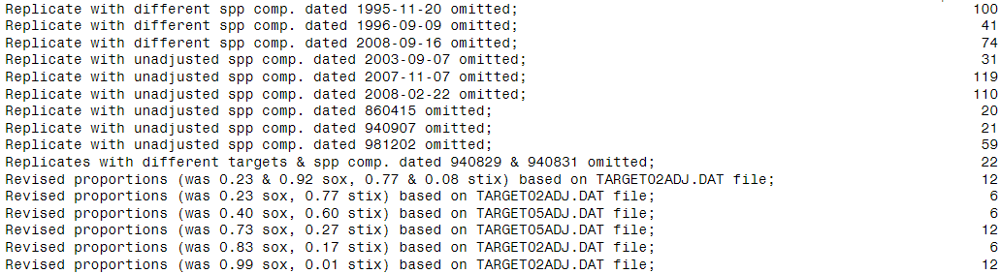 Replicate with different spp comp. dated 1995-11-20 omitted; 100
Replicate with different spp comp. dated 1996-09-09 omitted; 41
Replicate with different spp comp. dated 2008-09-16 omitted; 74
Replicate with unadjusted spp comp. dated 2003-09-07 omitted; 31
Replicate with unadjusted spp comp. dated 2007-11-07 omitted; 119
Replicate with unadjusted spp comp. dated 2008-02-22 omitted; 110
Replicate with unadjusted spp comp. dated 860415 omitted; 20
Replicate with unadjusted spp comp. dated 940907 omitted; 21
Replicate with unadjusted spp comp. dated 981202 omitted; 59
Replicates with different targets & spp comp. dated 940829 & 940831 omitted; 22
Revised proportions (was 0.23 & 0.92 sox, 0.77 & 0.08 stix) based on TARGET02ADJ.DAT file; 12
Revised proportions (was 0.23 sox, 0.77 stix) based on TARGET02ADJ.DAT file; 6
Revised proportions (was 0.40 sox, 0.60 stix) based on TARGET05ADJ.DAT file; 6
Revised proportions (was 0.73 sox, 0.27 stix) based on TARGET05ADJ.DAT file; 12
Revised proportions (was 0.83 sox, 0.17 stix) based on TARGET02ADJ.DAT file; 6
Revised proportions (was 0.99 sox, 0.01 stix) based on TARGET02ADJ.DAT file; 12